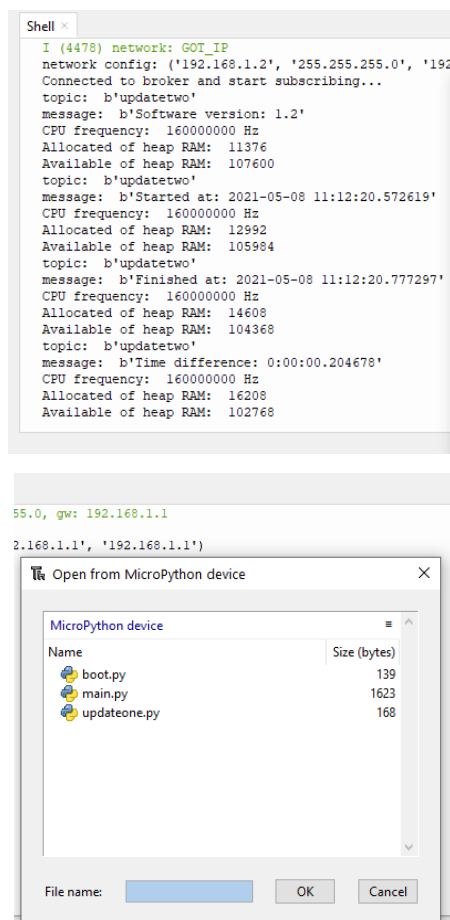 Shell ×
I (4478) network: GOT_IP
network config: ('192.168.1.2', '255.255.255.0', '192
Connected to broker and start subscribing...
topic:  b'updatetwo'
message:  b'Software version: 1.2'
CPU frequency:  160000000 Hz
Allocated of heap RAM:  11376
Available of heap RAM:  107600
topic:  b'updatetwo'
message:  b'Started at: 2021-05-08 11:12:20.572619'
CPU frequency:  160000000 Hz
Allocated of heap RAM:  12992
Available of heap RAM:  105984
topic:  b'updatetwo'
message:  b'Finished at: 2021-05-08 11:12:20.777297'
CPU frequency:  160000000 Hz
Allocated of heap RAM:  14608
Available of heap RAM:  104368
topic:  b'updatetwo'
message:  b'Time difference: 0:00:00.204678'
CPU frequency:  160000000 Hz
Allocated of heap RAM:  16208
Available of heap RAM:  102768
55.0, gw: 192.168.1.1
2.168.1.1', '192.168.1.1')
Open from MicroPython device
MicroPython device
Name Size (bytes)
boot.py 139
main.py 1623
updateone.py 168
File name: OK Cancel